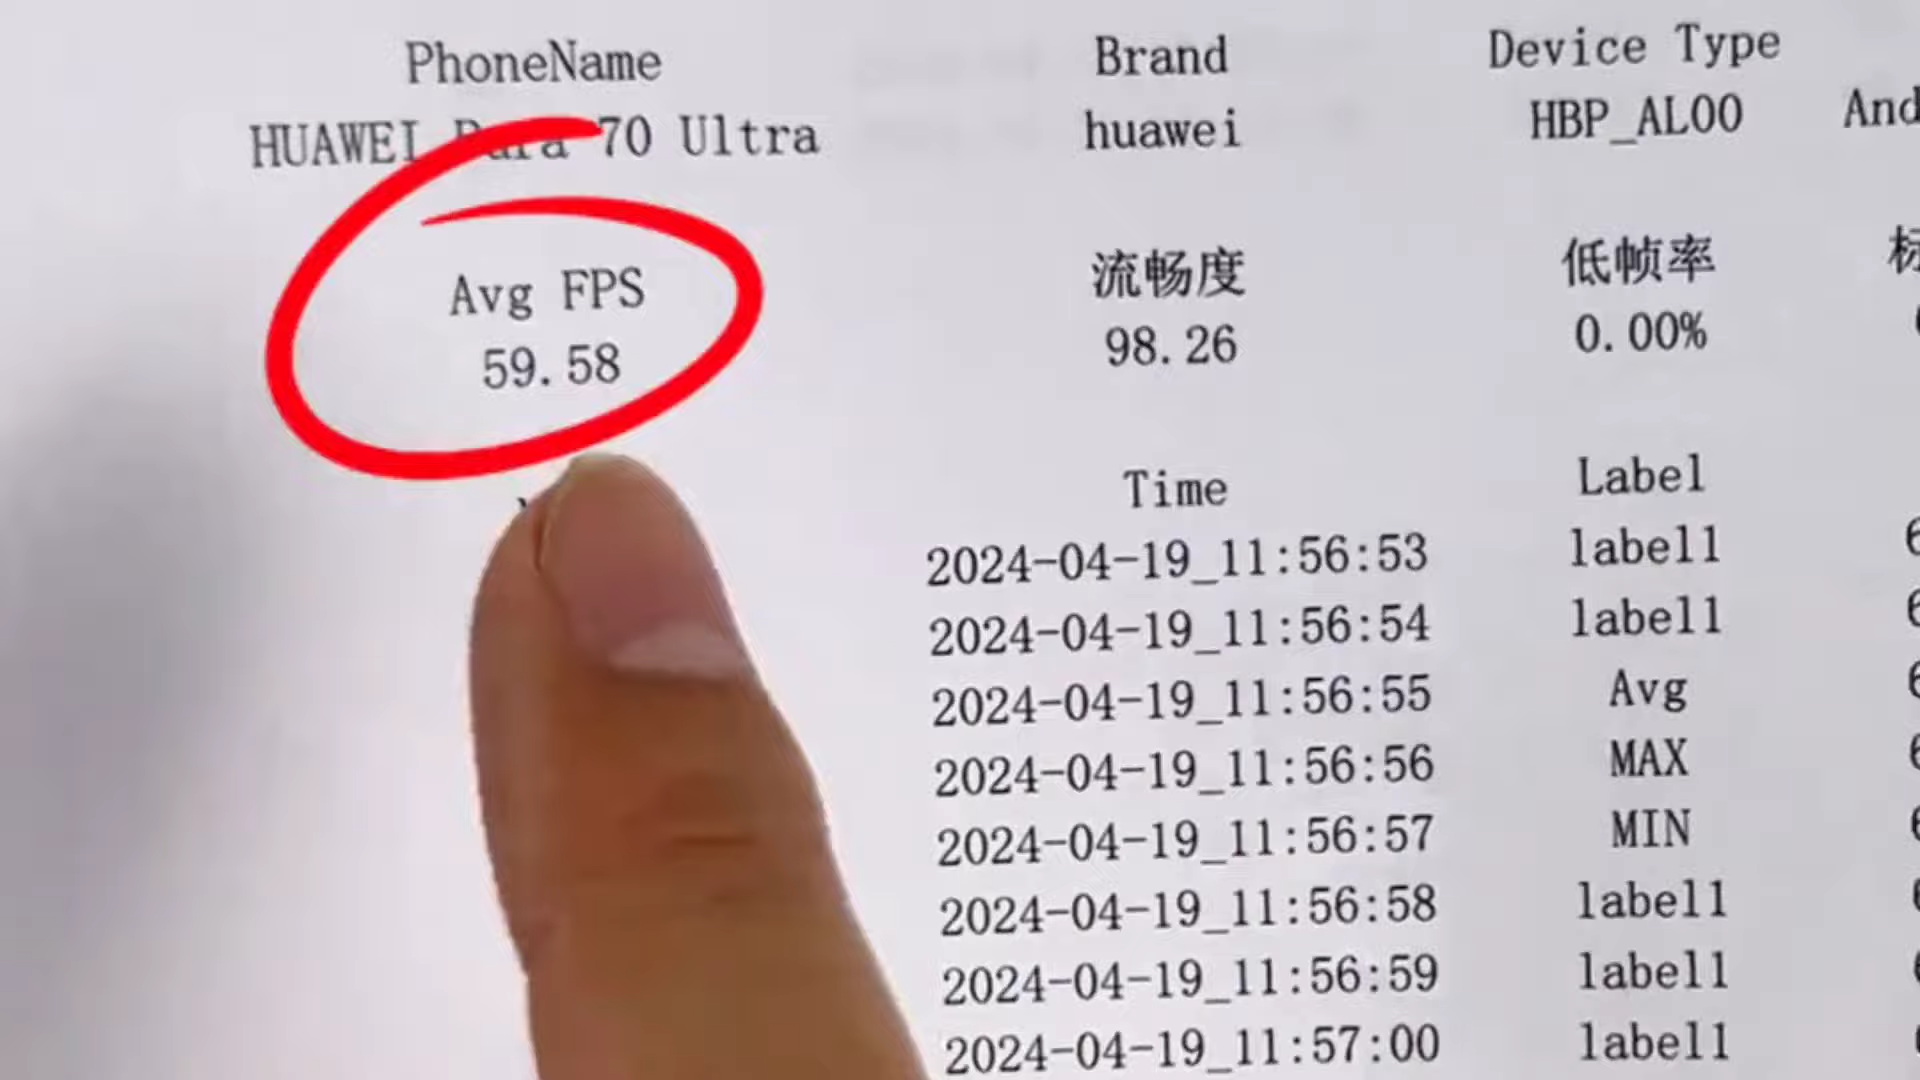 PhoneName Brand Device Type
HUAWEI Pura 70 Ultra huawei HBP_AL00 And
Avg FPS 流畅度 低帧率 标
59.58 98.26 0.00%
Time Label
2024-04-19_11:56:53 label1
2024-04-19_11:56:54 label1
2024-04-19_11:56:55 Avg
2024-04-19_11:56:56 MAX
2024-04-19_11:56:57 MIN
2024-04-19_11:56:58 label1
2024-04-19_11:56:59 label1
2024-04-19_11:57:00 label1